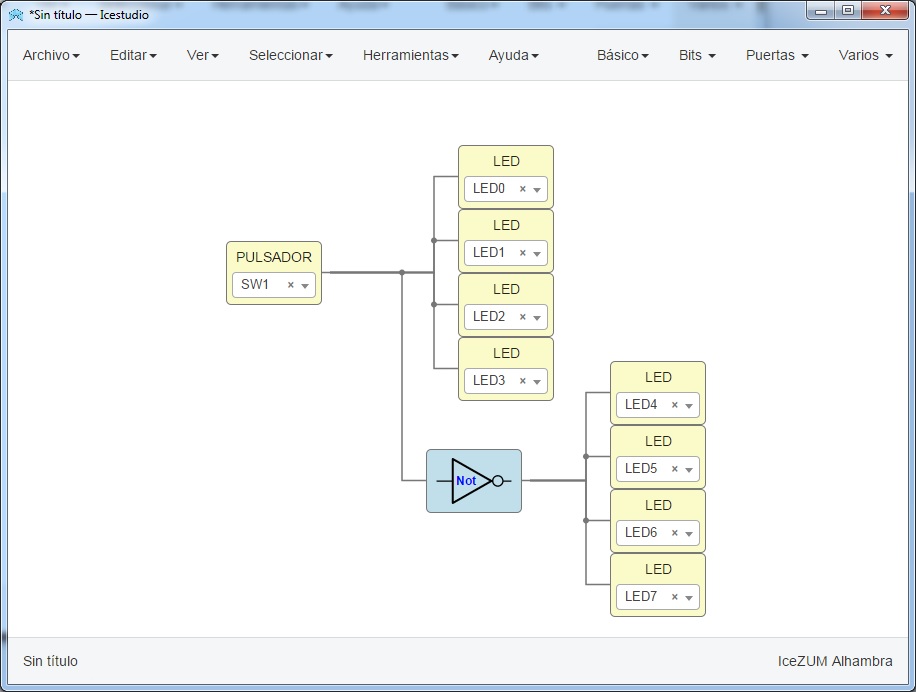 *Sin título — Icestudio
Archivo Editar Ver Seleccionar Herramientas Ayuda Básico Bits Puertas Varios
LED
LED0 ×
LED
LED1 ×
PULSADOR
SW1 ×
LED
LED2 ×
LED
LED3 ×
LED
LED4 ×
LED
LED5 ×
Not
LED
LED6 ×
LED
LED7 ×
Sin título
IceZUM Alhambra